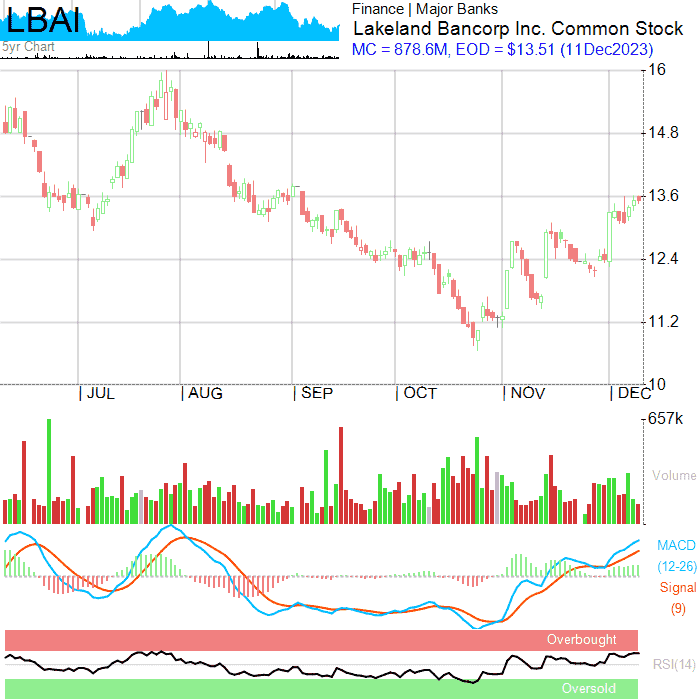 LBAI
5yr Chart
Finance | Major Banks
Lakeland Bancorp Inc. Common Stock
MC = 878.6M, EOD = $13.51 (11Dec2023)
16
14.8
13.6
12.4
11.2
10
| JUL | AUG | SEP | OCT | NOV | DEC
657k
Volume
MACD
(12-26)
Signal
(9)
Overbought
RSI(14)
Oversold